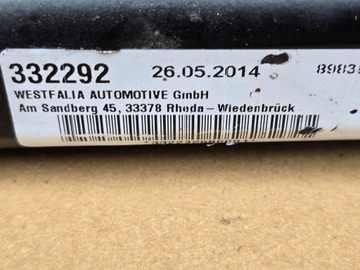 332292 26.05.2014
WESTFALIA AUTOMOTIVE GmbH
Am Sandberg 45, 33378 Rheda-Wiedenbrück